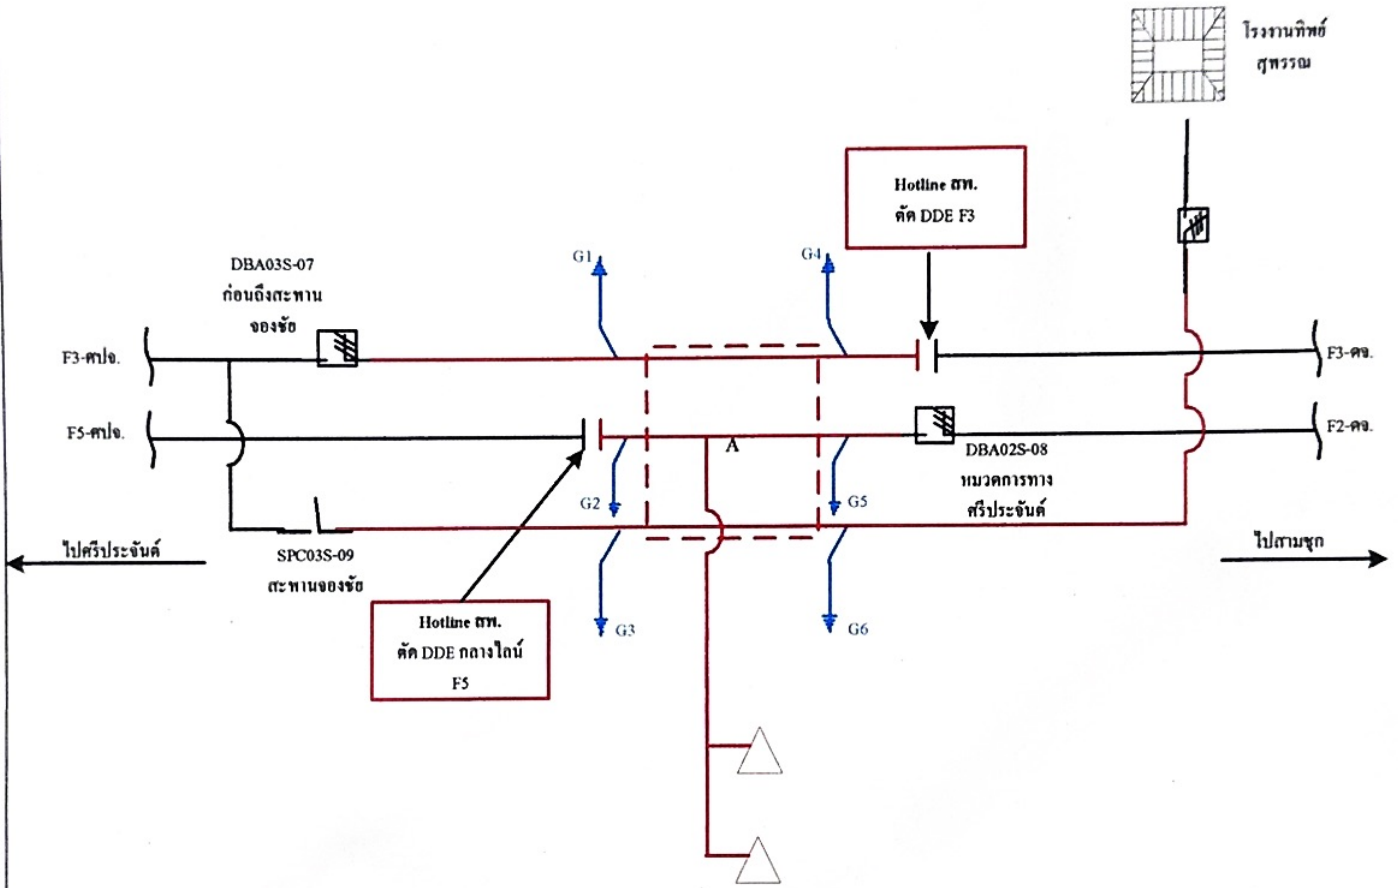 โรงงานทิพย์
สุพรรณ
Hotline สพ.
ตัด DDE F3
G1
G4
DBA03S-07
ก่อนถึงสะพาน
จองชัย
F3-ศปจ.
F3-ดจ.
F5-ศปจ.
F2-ดจ.
A
DBA02S-08
หมวดการทาง
ศรีประจันต์
G2
G5
ไปศรีประจันต์
SPC03S-09
สะพานจองชัย
ไปสามชุก
Hotline สพ.
ตัด DDE กลางไลน์
F5
G3
G6